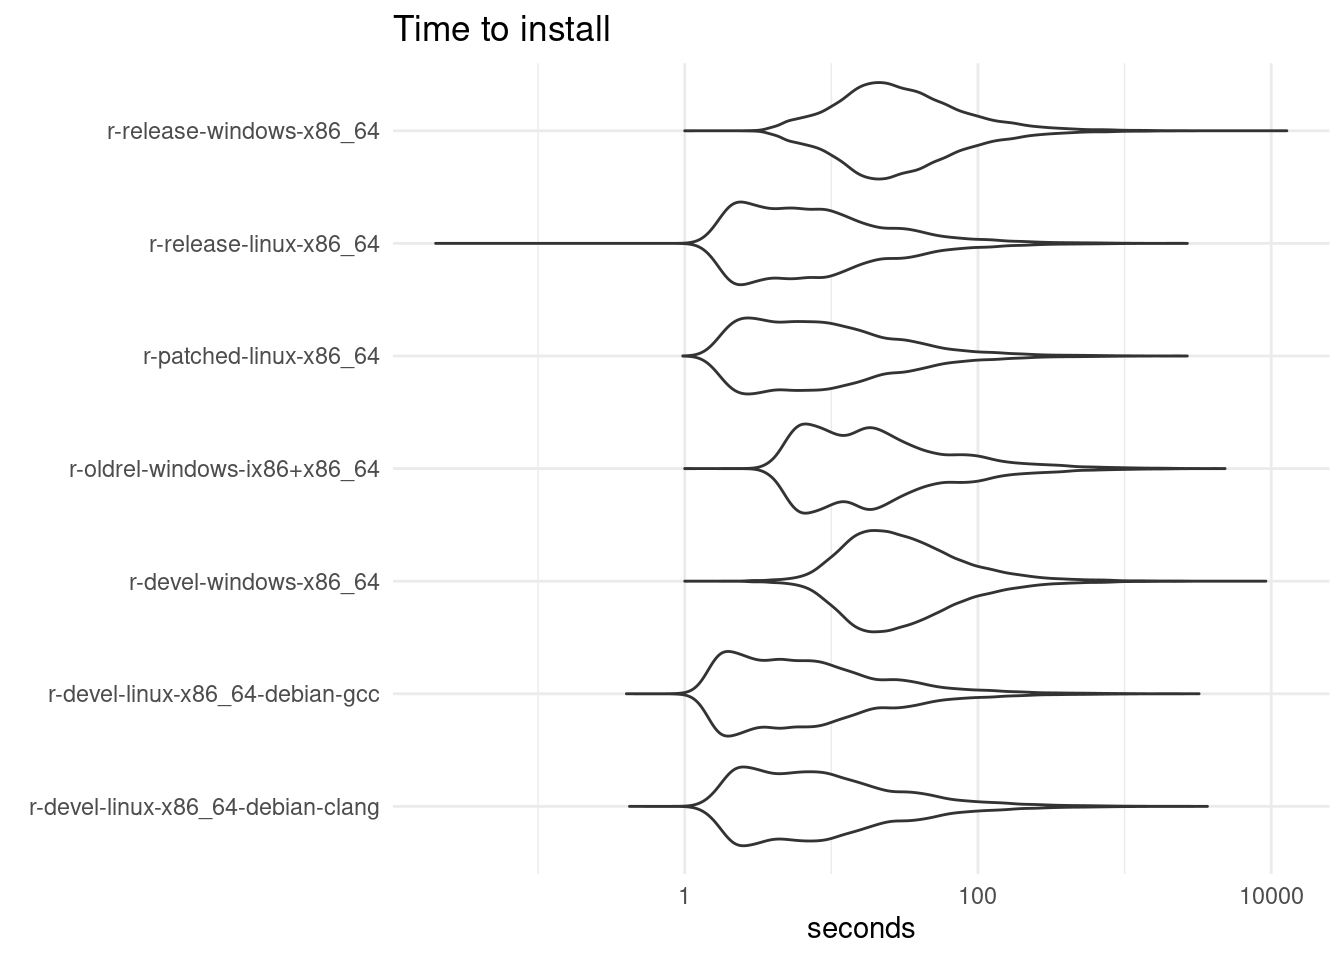 Time to install
r-release-windows-x86_64
r-release-linux-x86_64
r-patched-linux-x86_64
r-oldrel-windows-ix86+x86_64
r-devel-windows-x86_64
r-devel-linux-x86_64-debian-gcc
r-devel-linux-x86_64-debian-clang
1 100 10000
seconds